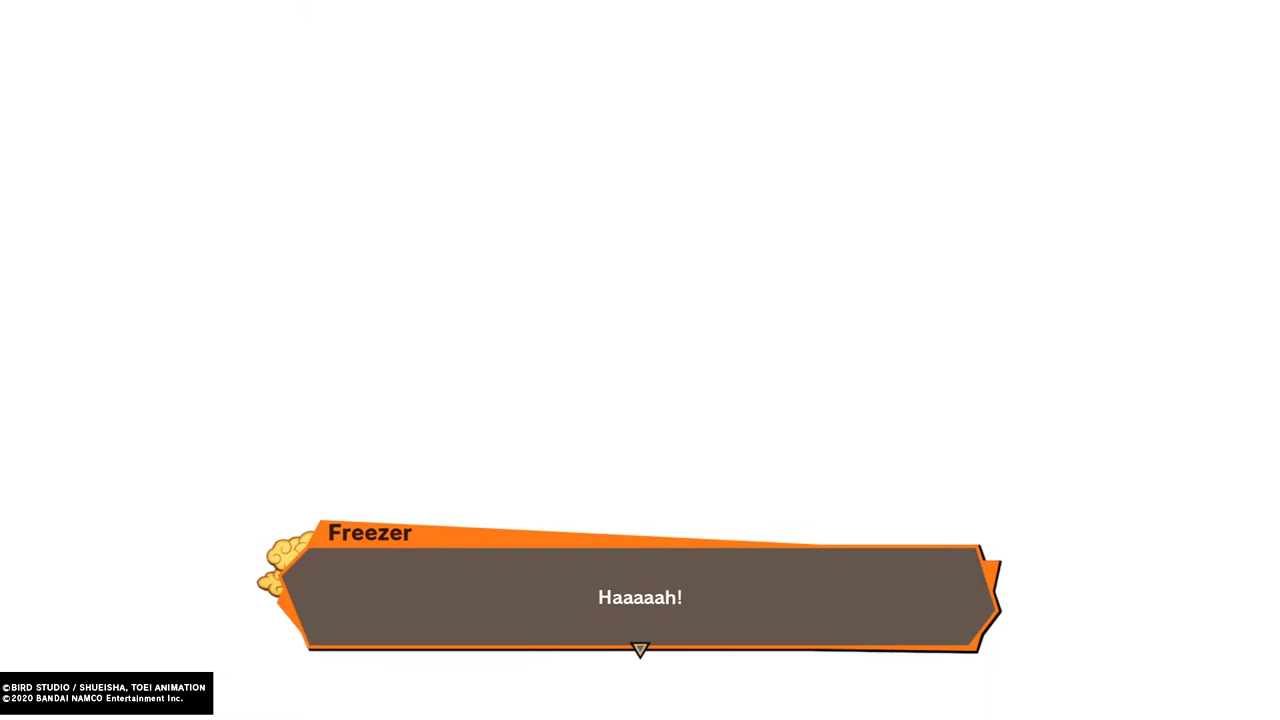 Freezer
Haaaaah!
©BIRD STUDIO / SHUEISHA, TOEI ANIMATION
©2020 BANDAI NAMCO Entertainment Inc.